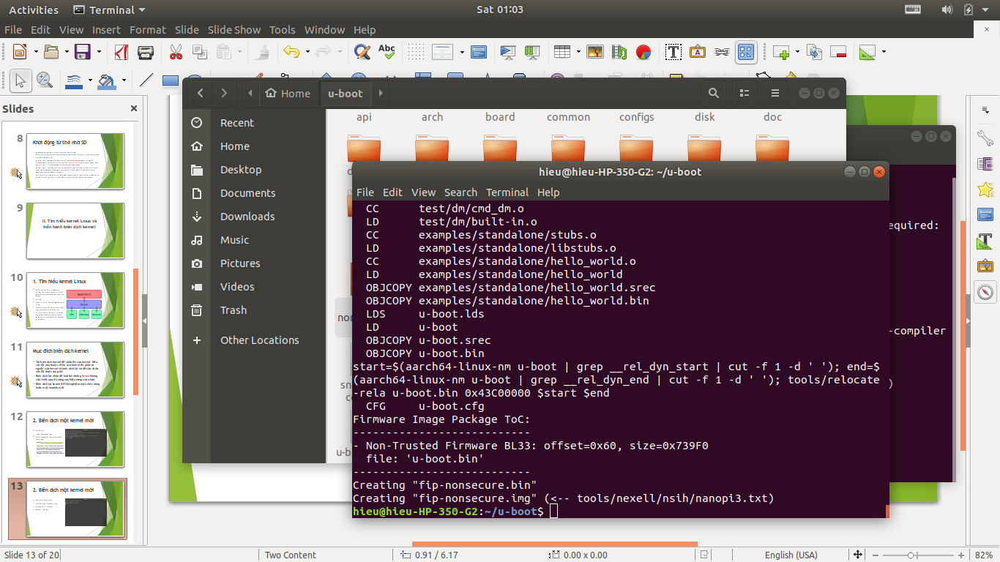 Activities Terminal Sat 01:03
File Edit View Insert Format Slide Slide Show Tools Window Help
Abc
Slides
8
Khởi động từ thẻ nhớ SD
9
II. Tìm hiểu kernel Linux và
tiến hành biên dịch kernel
10
1. Tìm hiểu kernel Linux
11
Mục đích biên dịch kernel
12
2. Biên dịch một kernel mới
13
2. Biên dịch một kernel mới
Home u-boot
Recent
Home
Desktop
Documents
Downloads
Music
Pictures
Videos
Trash
Other Locations
api arch board common configs disk doc
equired:
-compiler
)
hieu@hieu-HP-350-G2: ~/u-boot
File Edit View Search Terminal Help
CC test/dm/cmd_dm.o
LD test/dm/built-in.o
CC examples/standalone/stubs.o
LD examples/standalone/libstubs.o
CC examples/standalone/hello_world.o
LD examples/standalone/hello_world
OBJCOPY examples/standalone/hello_world.srec
OBJCOPY examples/standalone/hello_world.bin
LDS u-boot.lds
LD u-boot
OBJCOPY u-boot.srec
OBJCOPY u-boot.bin
start=$(aarch64-linux-nm u-boot | grep __rel_dyn_start | cut -f 1 -d ' '); end=$
(aarch64-linux-nm u-boot | grep __rel_dyn_end | cut -f 1 -d ' '); tools/relocate
-rela u-boot.bin 0x43C00000 $start $end
CFG u-boot.cfg
Firmware Image Package ToC:
---------------------------
- Non-Trusted Firmware BL33: offset=0x60, size=0x739F0
file: 'u-boot.bin'
---------------------------
Creating "fip-nonsecure.bin"
Creating "fip-nonsecure.img" (<-- tools/nexell/nsih/nanopi3.txt)
hieu@hieu-HP-350-G2:~/u-boot$
Slide 13 of 20 Two Content 0.91 / 6.17 0.00 x 0.00 English (USA) 82%